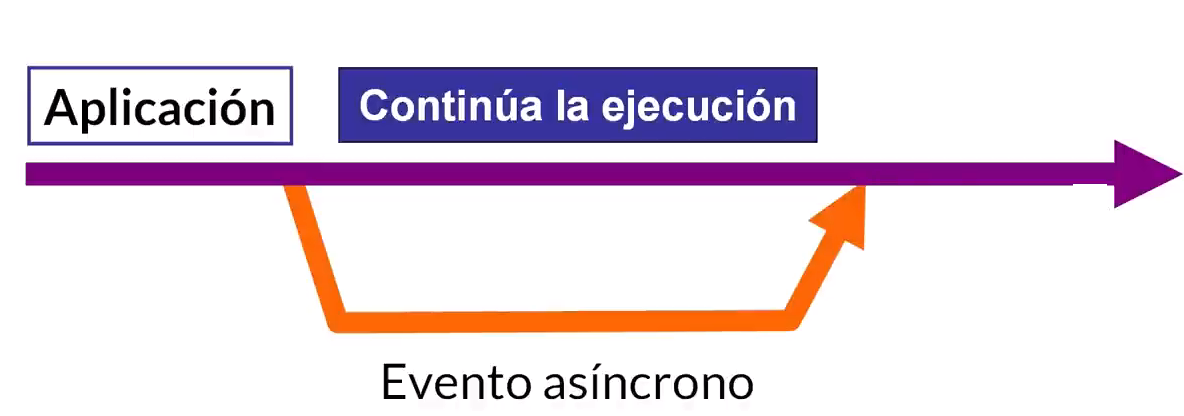 Aplicación
Continúa la ejecución
Evento asíncrono